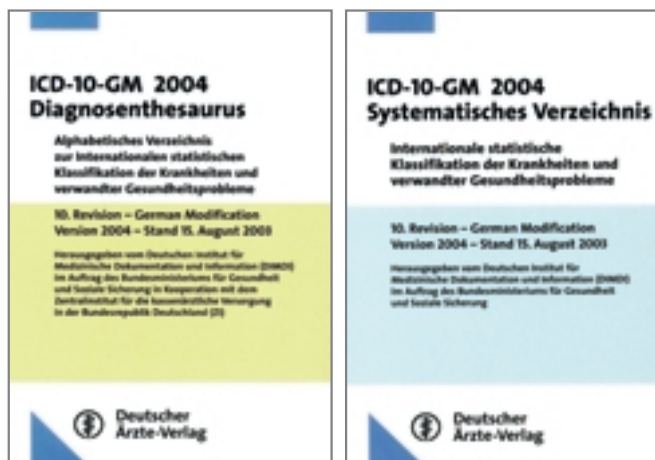 ICD-10-GM 2004
Diagnosenthesaurus
Alphabetisches Verzeichnis
zur Internationalen statistischen
Klassifikation der Krankheiten und
verwandter Gesundheitsprobleme
10. Revision – German Modification
Version 2004 – Stand 15. August 2003
Herausgegeben vom Deutschen Institut für
Medizinische Dokumentation und Information (DIMDI)
im Auftrag des Bundesministeriums für Gesundheit
und Soziale Sicherung in Kooperation mit dem
Zentralinstitut für die kassenärztliche Versorgung
in der Bundesrepublik Deutschland (ZI)
Deutscher
Ärzte-Verlag
ICD-10-GM 2004
Systematisches Verzeichnis
Internationale statistische
Klassifikation der Krankheiten und
verwandter Gesundheitsprobleme
10. Revision – German Modification
Version 2004 – Stand 15. August 2003
Herausgegeben vom Deutschen Institut für
Medizinische Dokumentation und Information (DIMDI)
im Auftrag des Bundesministeriums für Gesundheit
und Soziale Sicherung
Deutscher
Ärzte-Verlag